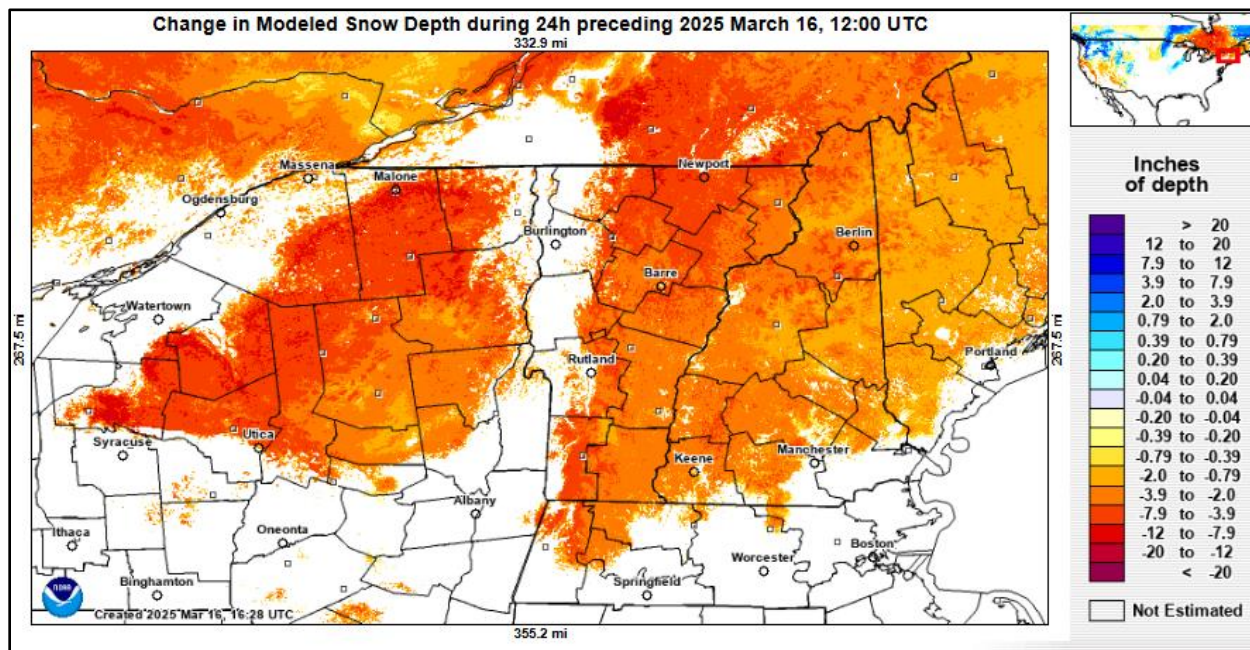 Change in Modeled Snow Depth during 24h preceding 2025 March 16, 12:00 UTC
332.9 mi
Massena
Malone
Newport
Ogdensburg
Burlington
Berlin
Barre
Watertown
267.5 mi
267.5 mi
Rutland
Portland
Syracuse
Utica
Keene
Manchester
Albany
Ithaca
Oneonta
Worcester
Boston
Binghamton
Springfield
noaa
Created 2025 Mar 16, 16:28 UTC
355.2 mi
Inches
of depth
> 20
12 to 20
7.9 to 12
3.9 to 7.9
2.0 to 3.9
0.79 to 2.0
0.39 to 0.79
0.20 to 0.39
0.04 to 0.20
-0.04 to 0.04
-0.20 to -0.04
-0.39 to -0.20
-0.79 to -0.39
-2.0 to -0.79
-3.9 to -2.0
-7.9 to -3.9
-12 to -7.9
-20 to -12
< -20
Not Estimated